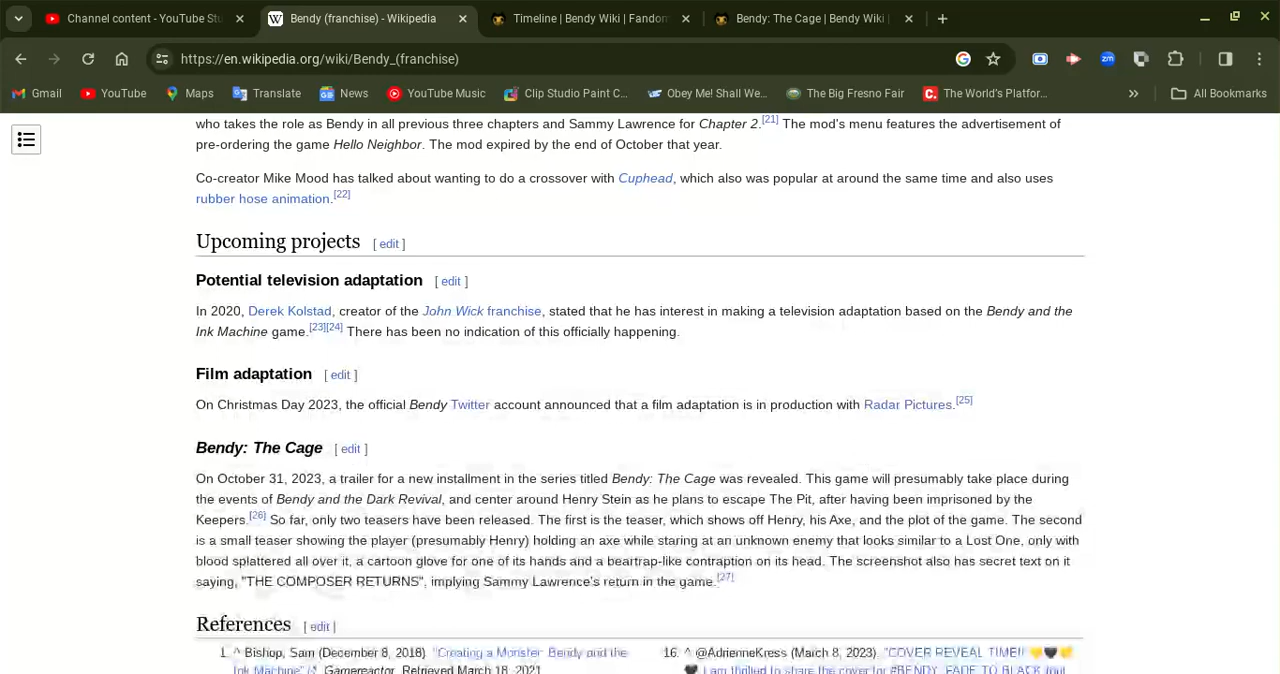 Channel content - YouTube Stu
Bendy (franchise) - Wikipedia
Timeline | Bendy Wiki | Fandom
Bendy: The Cage | Bendy Wiki |
https://en.wikipedia.org/wiki/Bendy_(franchise)
Gmail
YouTube
Maps
Translate
News
YouTube Music
Clip Studio Paint C...
Obey Me! Shall We...
The Big Fresno Fair
The World's Platfor...
All Bookmarks
who takes the role as Bendy in all previous three chapters and Sammy Lawrence for Chapter 2.[21] The mod's menu features the advertisement of
pre-ordering the game Hello Neighbor. The mod expired by the end of October that year.
Co-creator Mike Mood has talked about wanting to do a crossover with Cuphead, which also was popular at around the same time and also uses
rubber hose animation.[22]
Upcoming projects [ edit ]
Potential television adaptation [ edit ]
In 2020, Derek Kolstad, creator of the John Wick franchise, stated that he has interest in making a television adaptation based on the Bendy and the
Ink Machine game.[23][24] There has been no indication of this officially happening.
Film adaptation [ edit ]
On Christmas Day 2023, the official Bendy Twitter account announced that a film adaptation is in production with Radar Pictures.[25]
Bendy: The Cage [ edit ]
On October 31, 2023, a trailer for a new installment in the series titled Bendy: The Cage was revealed. This game will presumably take place during
the events of Bendy and the Dark Revival, and center around Henry Stein as he plans to escape The Pit, after having been imprisoned by the
Keepers.[26] So far, only two teasers have been released. The first is the teaser, which shows off Henry, his Axe, and the plot of the game. The second
is a small teaser showing the player (presumably Henry) holding an axe while staring at an unknown enemy that looks similar to a Lost One, only with
blood splattered all over it, a cartoon glove for one of its hands and a beartrap-like contraption on its head. The screenshot also has secret text on it
saying, "THE COMPOSER RETURNS", implying Sammy Lawrence's return in the game.[27]
References [ edit ]
1. ^ Bishop, Sam (December 8, 2018). "Creating a Monster: Bendy and the
Ink Machine". Gamereactor. Retrieved March 18, 2021.
16. ^ @AdrienneKress (March 8, 2023). "COVER REVEAL TIME!! 💛🖤💛
🖤 I am thrilled to share the cover for #BENDY: FADE TO BLACK (out